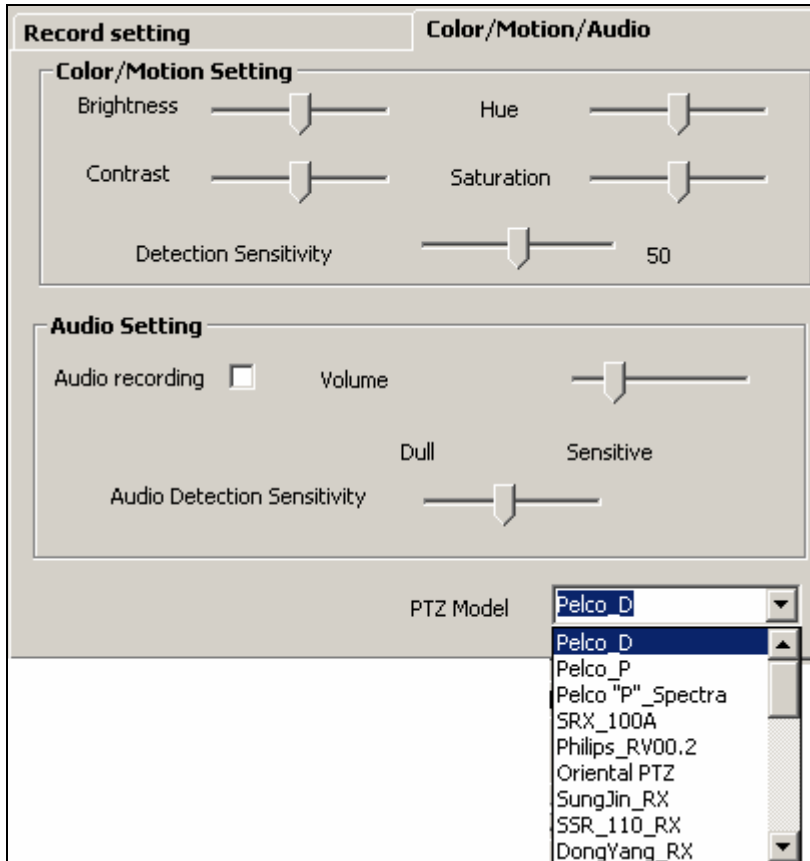 Record setting
Color/Motion/Audio
Color/Motion Setting
Brightness
Hue
Contrast
Saturation
Detection Sensitivity
50
Audio Setting
Audio recording
Volume
Dull
Sensitive
Audio Detection Sensitivity
PTZ Model
Pelco_D
Pelco_D
Pelco_P
Pelco "P"_Spectra
SRX_100A
Philips_RV00.2
Oriental PTZ
SungJin_RX
SSR_110_RX
DongYang_RX